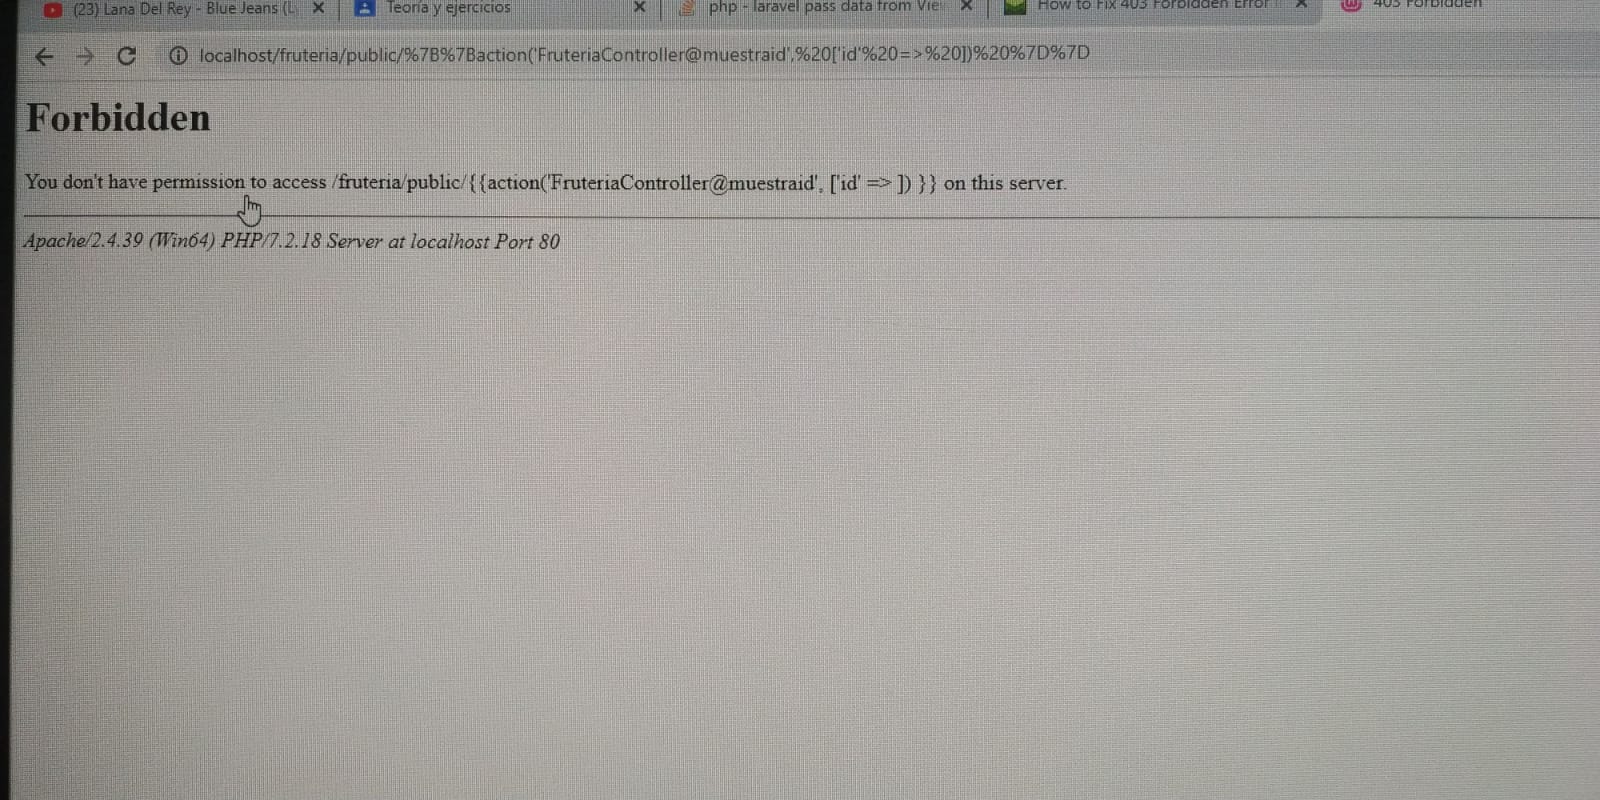 (23) Lana Del Rey - Blue Jeans (L
Teoría y ejercicios
php - laravel pass data from Vie
How to Fix 403 Forbidden Error
403 Forbidden
localhost/fruteria/public/%7B%7Baction('FruteriaController@muestraid',%20['id'%20=>%20])%20%7D%7D
Forbidden
You don't have permission to access /fruteria/public/{{action('FruteriaController@muestraid', ['id' => ]) }} on this server.
Apache/2.4.39 (Win64) PHP/7.2.18 Server at localhost Port 80